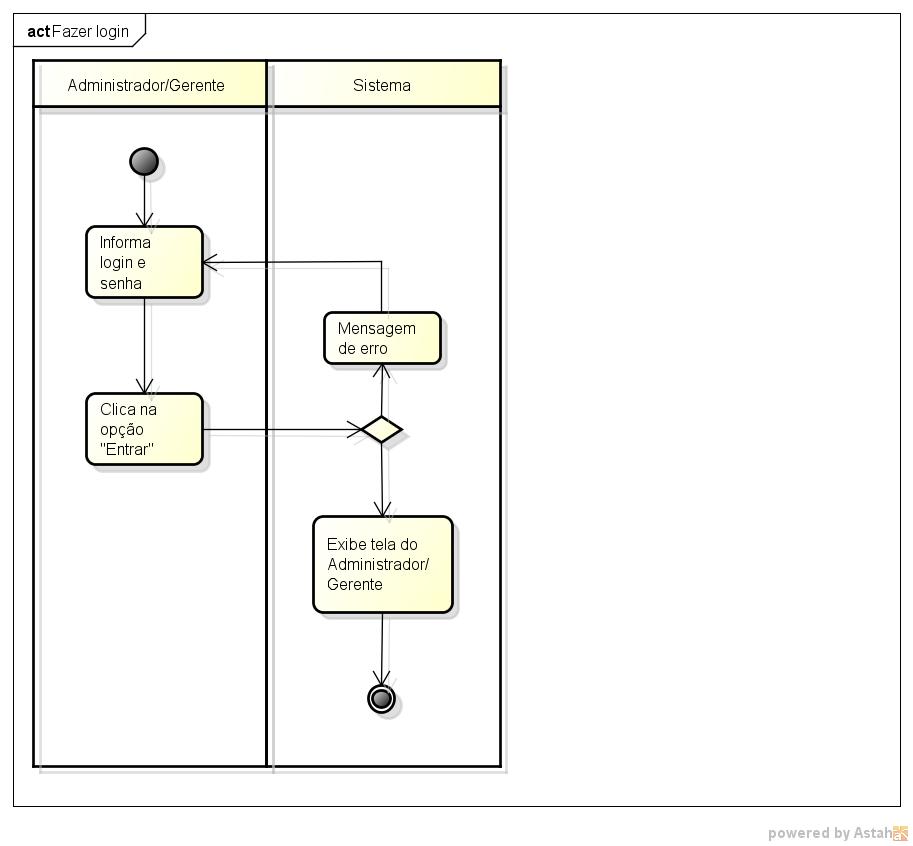 act Fazer login
Administrador/Gerente
Sistema
Informa
login e
senha
Mensagem
de erro
Clica na
opção
"Entrar"
Exibe tela do
Administrador/
Gerente
powered by Astah